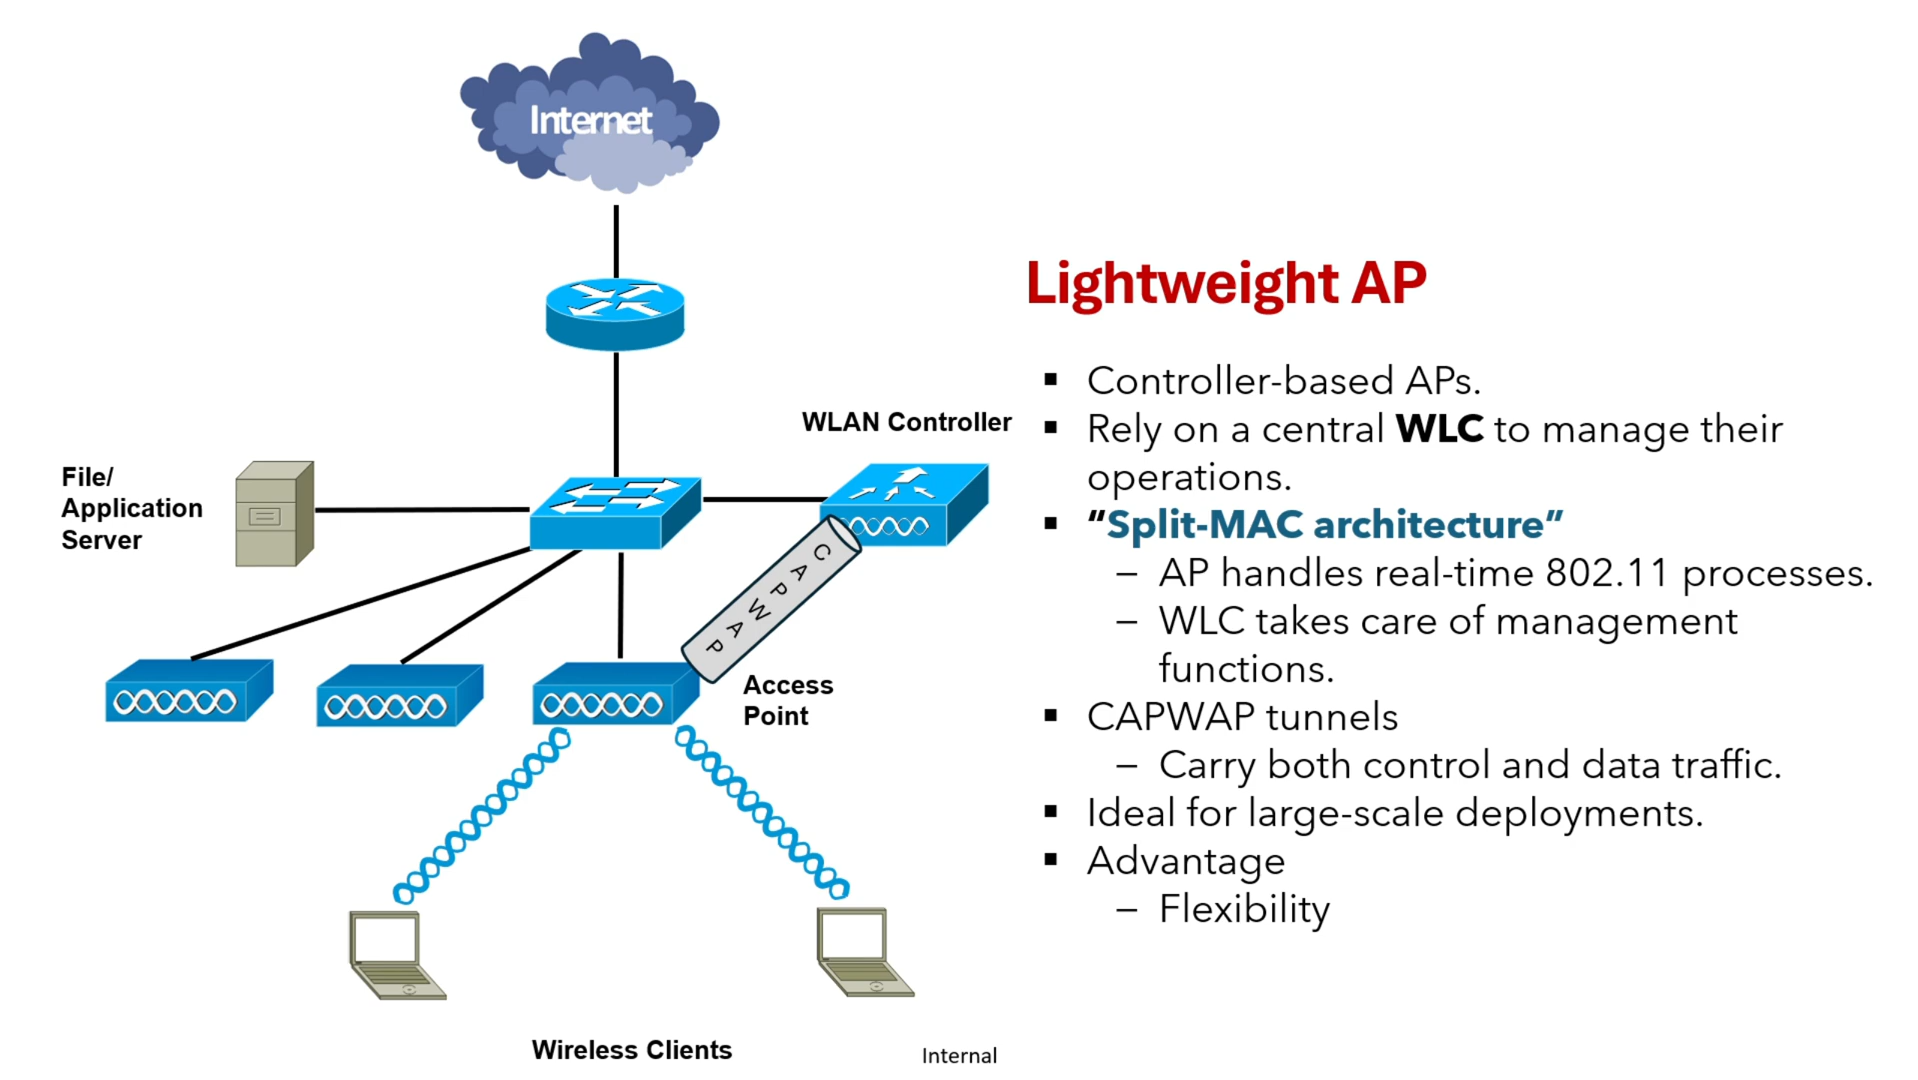 Internet
WLAN Controller
File/
Application
Server
CAPWAP
Access
Point
Wireless Clients
Internal
Lightweight AP
▪ Controller-based APs.
▪ Rely on a central WLC to manage their
operations.
▪ “Split-MAC architecture”
– AP handles real-time 802.11 processes.
– WLC takes care of management
functions.
▪ CAPWAP tunnels
– Carry both control and data traffic.
▪ Ideal for large-scale deployments.
▪ Advantage
– Flexibility